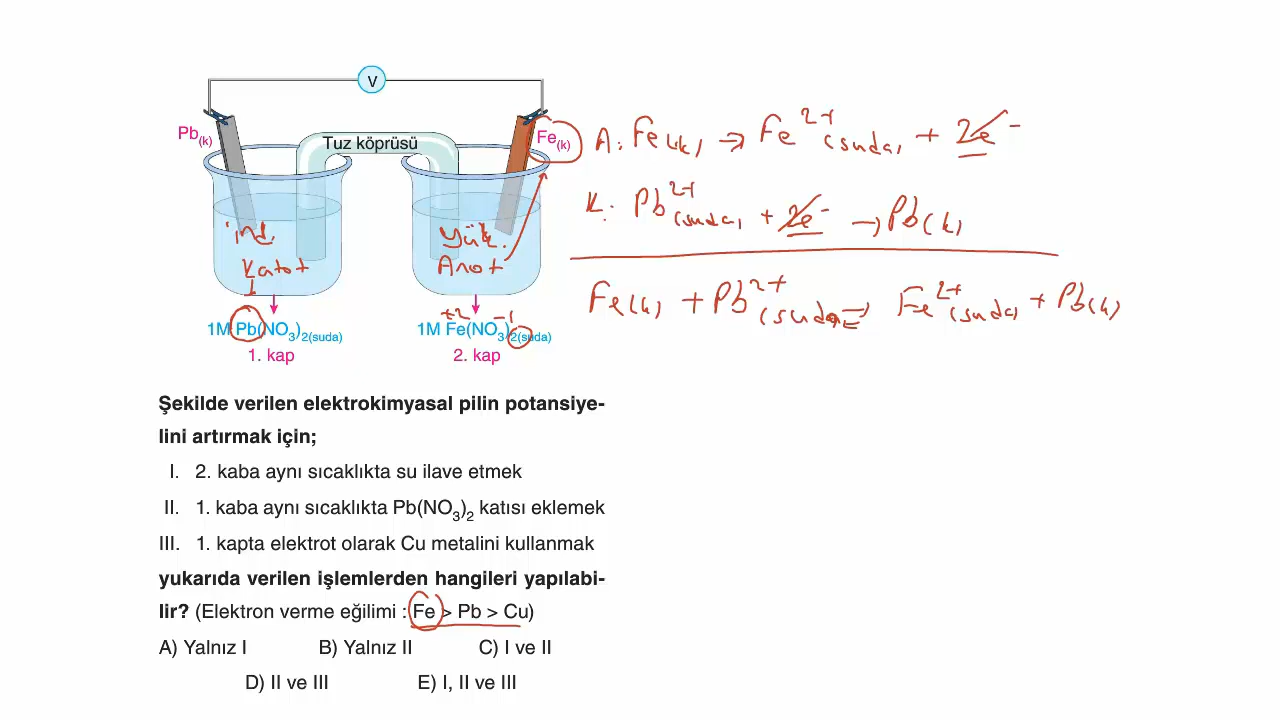 V
Pb(k)
Tuz köprüsü
Fe(k)
A: Fe(k) → Fe²⁺(suda) + 2e⁻
K: Pb²⁺(suda) + 2e⁻ → Pb(k)
Fe(k) + Pb²⁺(suda) ⇌ Fe²⁺(suda) + Pb(k)
ind.
Katot
Yük.
Anot
+2 -1
1M Pb(NO₃)₂(suda)
1M Fe(NO₃)₂(suda)
1. kap
2. kap
Şekilde verilen elektrokimyasal pilin potansiye-
lini artırmak için;
I. 2. kaba aynı sıcaklıkta su ilave etmek
II. 1. kaba aynı sıcaklıkta Pb(NO₃)₂ katısı eklemek
III. 1. kapta elektrot olarak Cu metalini kullanmak
yukarıda verilen işlemlerden hangileri yapılabi-
lir? (Elektron verme eğilimi : Fe > Pb > Cu)
A) Yalnız I B) Yalnız II C) I ve II
D) II ve III E) I, II ve III